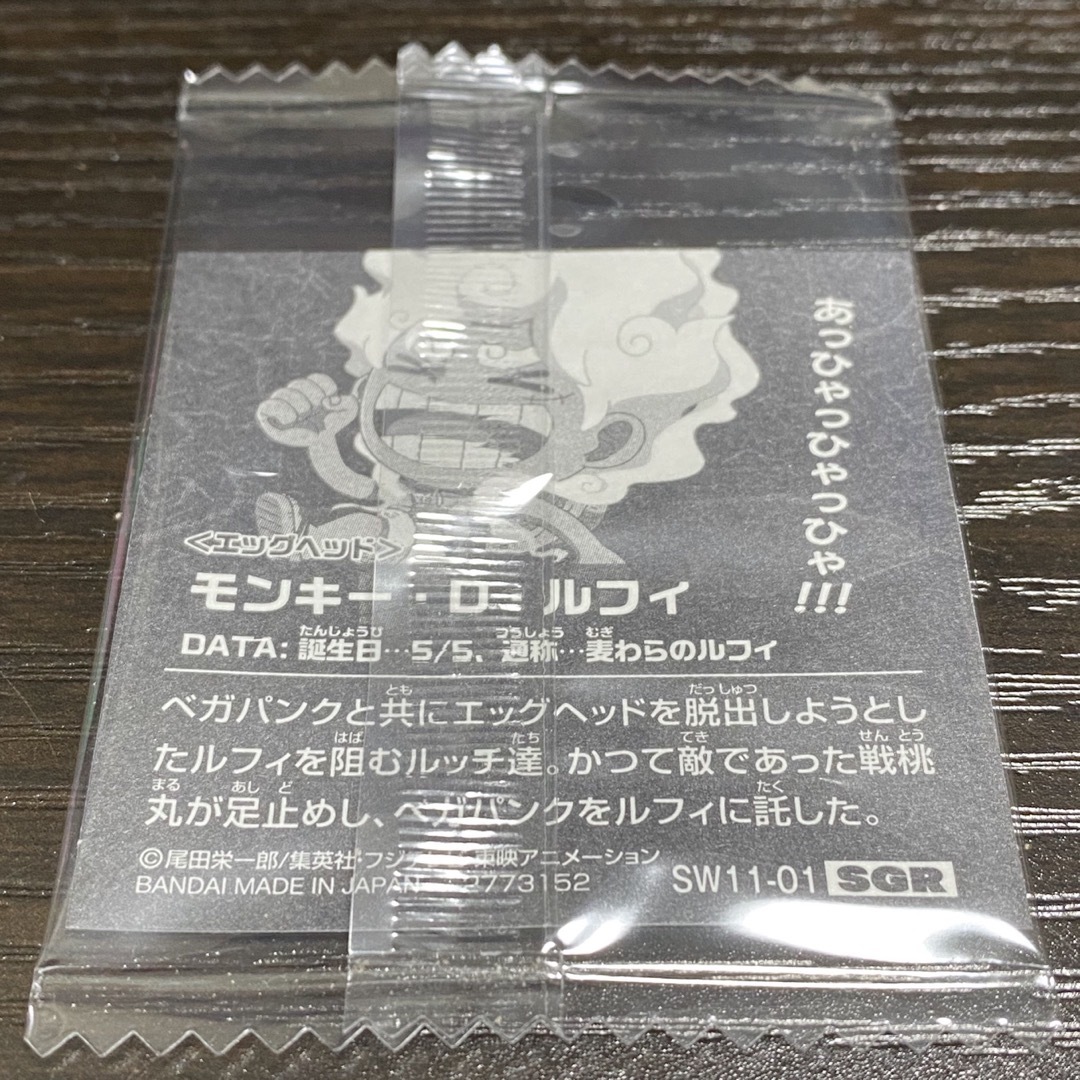 あっひゃっひゃっひゃ!!!
<エッグヘッド>
モンキー・D・ルフィ
DATA: 誕生日…5/5、通称…麦わらのルフィ
ベガパンクと共にエッグヘッドを脱出しようとし
たルフィを阻むルッチ達。かつて敵であった戦桃
丸が足止めし、ベガパンクをルフィに託した。
©尾田栄一郎/集英社・フジテレビ・東映アニメーション
BANDAI MADE IN JAPAN 2773152
SW11-01 SGR